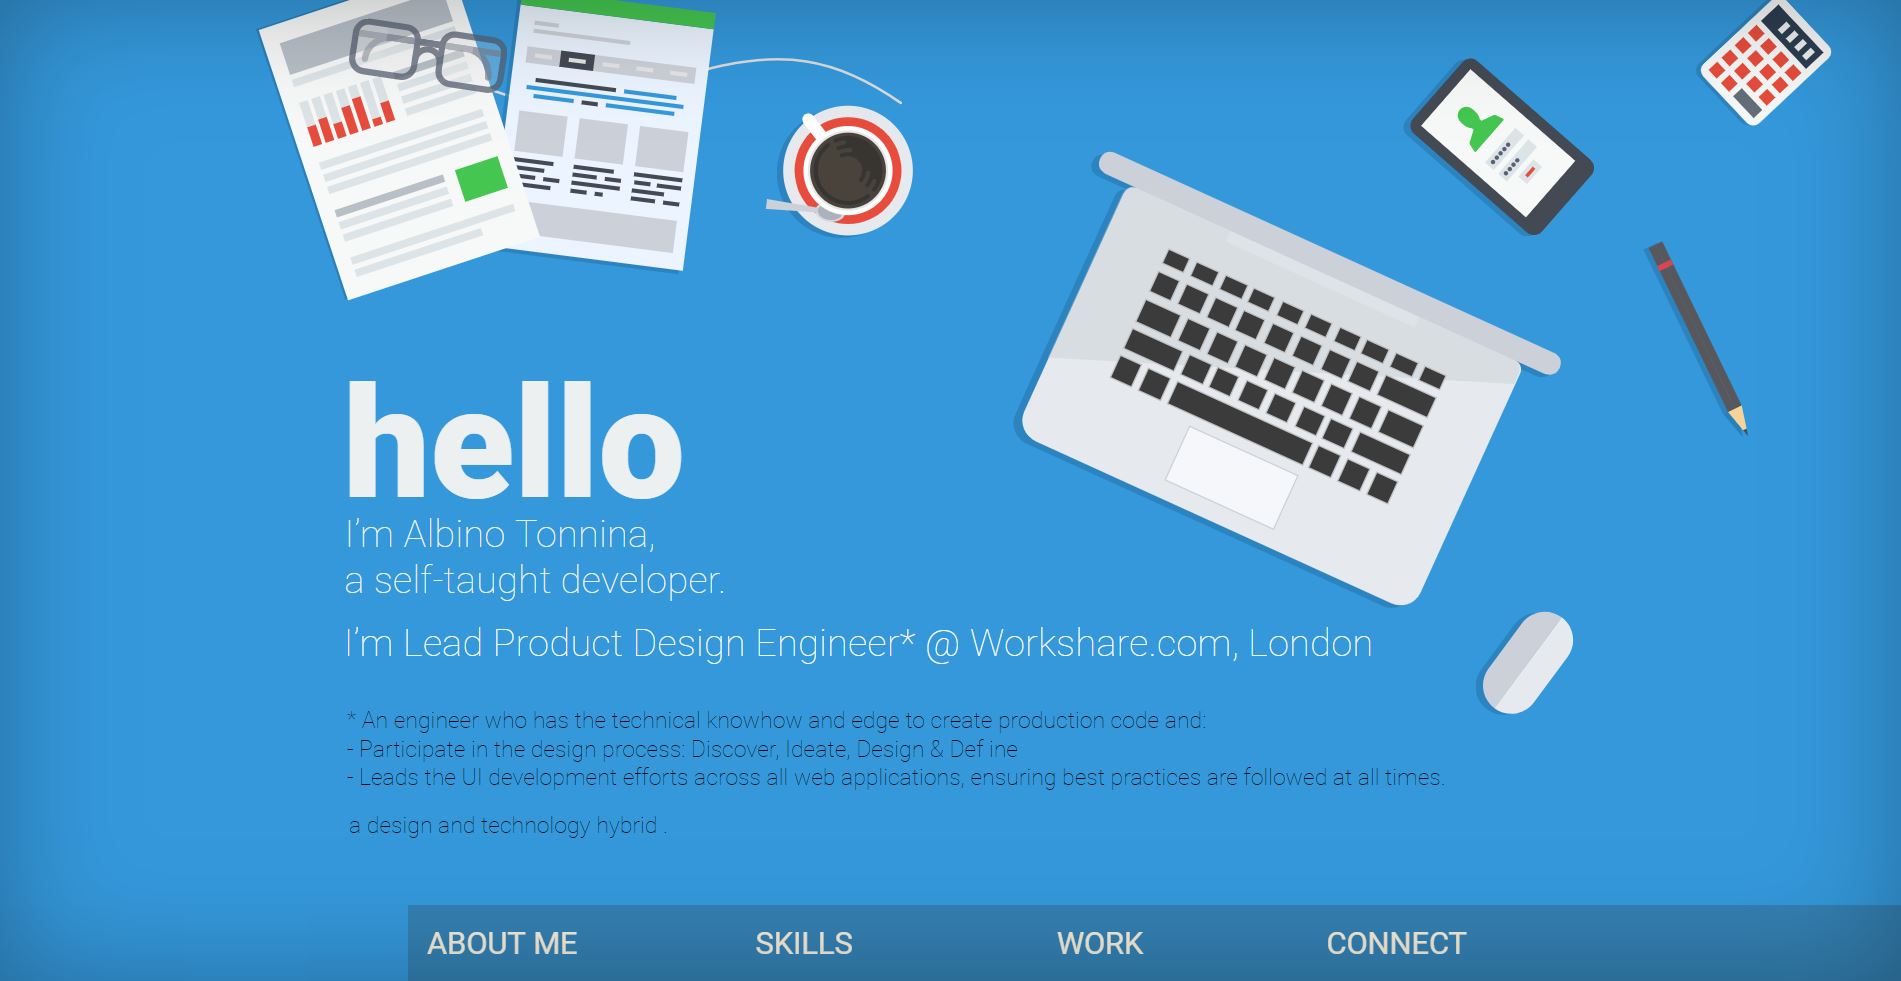 hello
I'm Albino Tonnina,
a self-taught developer.
I'm Lead Product Design Engineer* @ Workshare.com, London
* An engineer who has the technical knowhow and edge to create production code and:
- Participate in the design process: Discover, Ideate, Design & Def ine
- Leads the UI development efforts across all web applications, ensuring best practices are followed at all times.
a design and technology hybrid .
ABOUT ME SKILLS WORK CONNECT